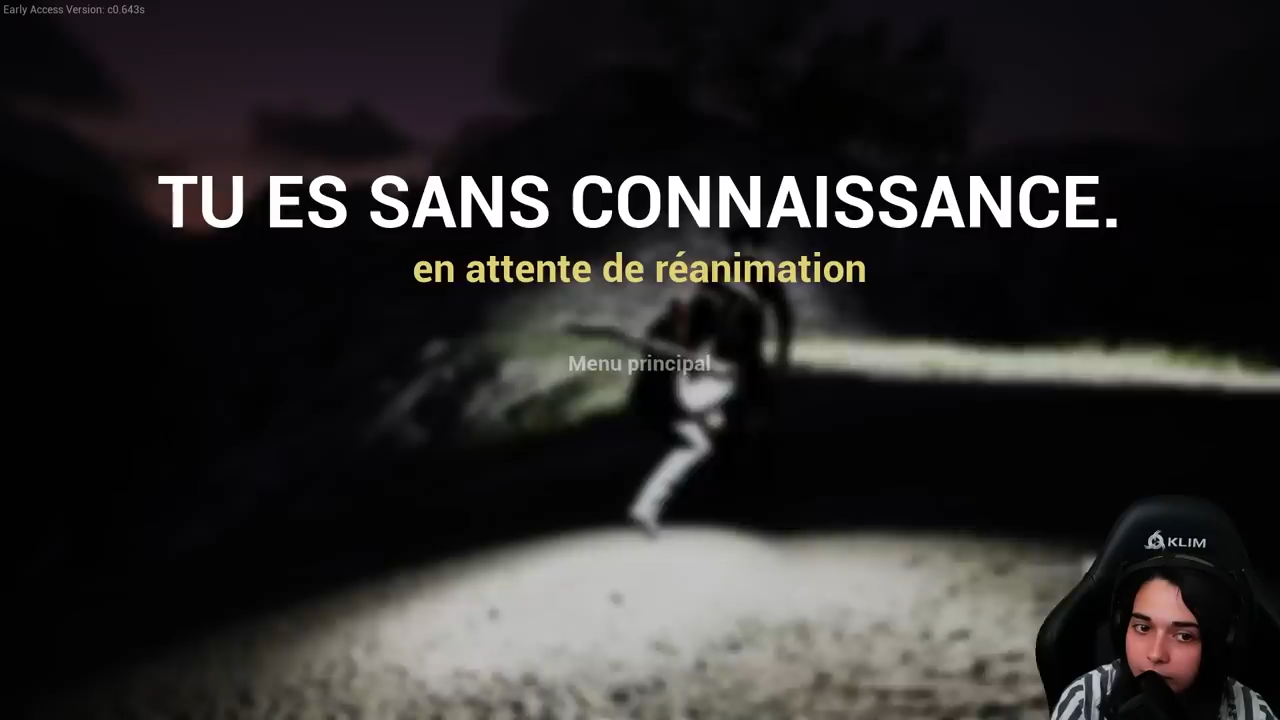 Early Access Version: c0.643s
TU ES SANS CONNAISSANCE.
en attente de réanimation
Menu principal
KLIM